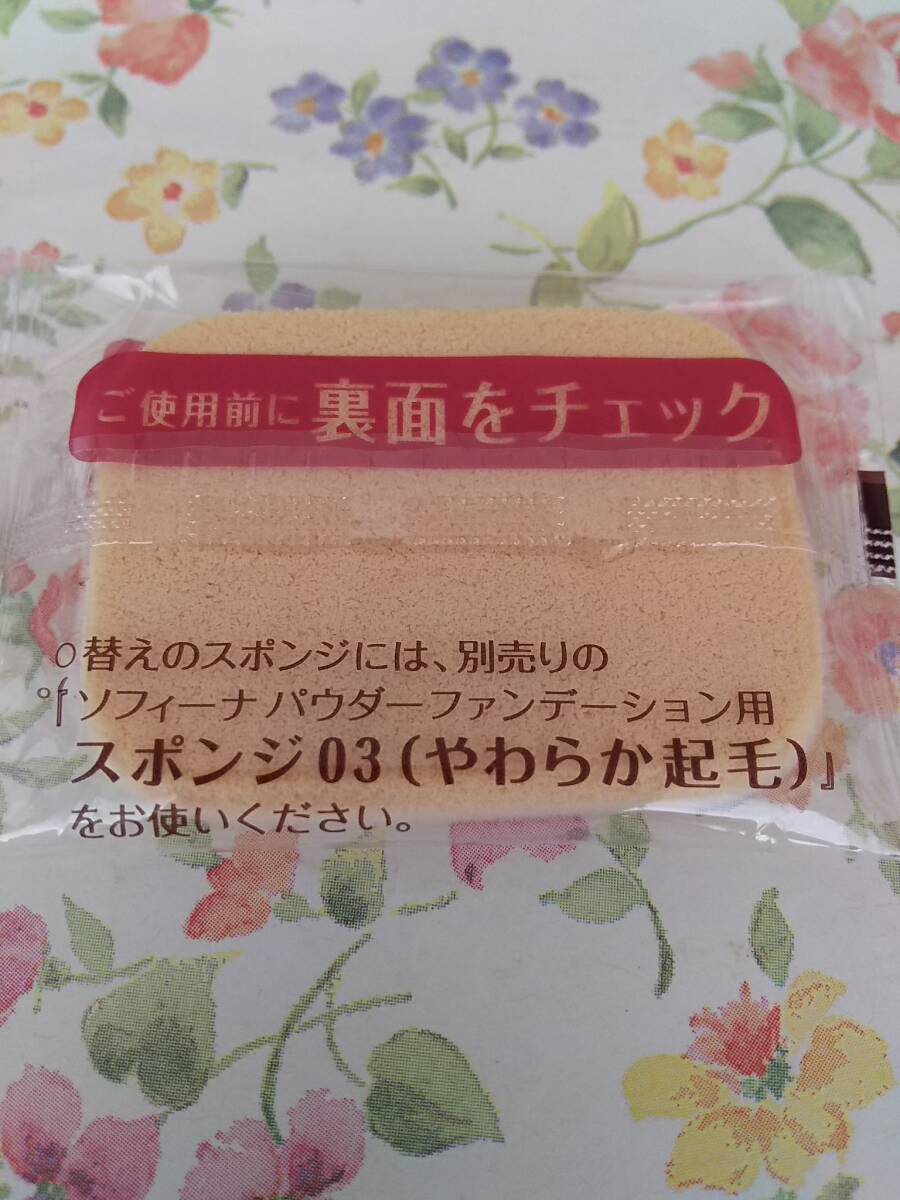 ご使用前に裏面をチェック
○替えのスポンジには、別売りの
『ソフィーナ パウダーファンデーション用
スポンジ03(やわらか起毛)』
をお使いください。